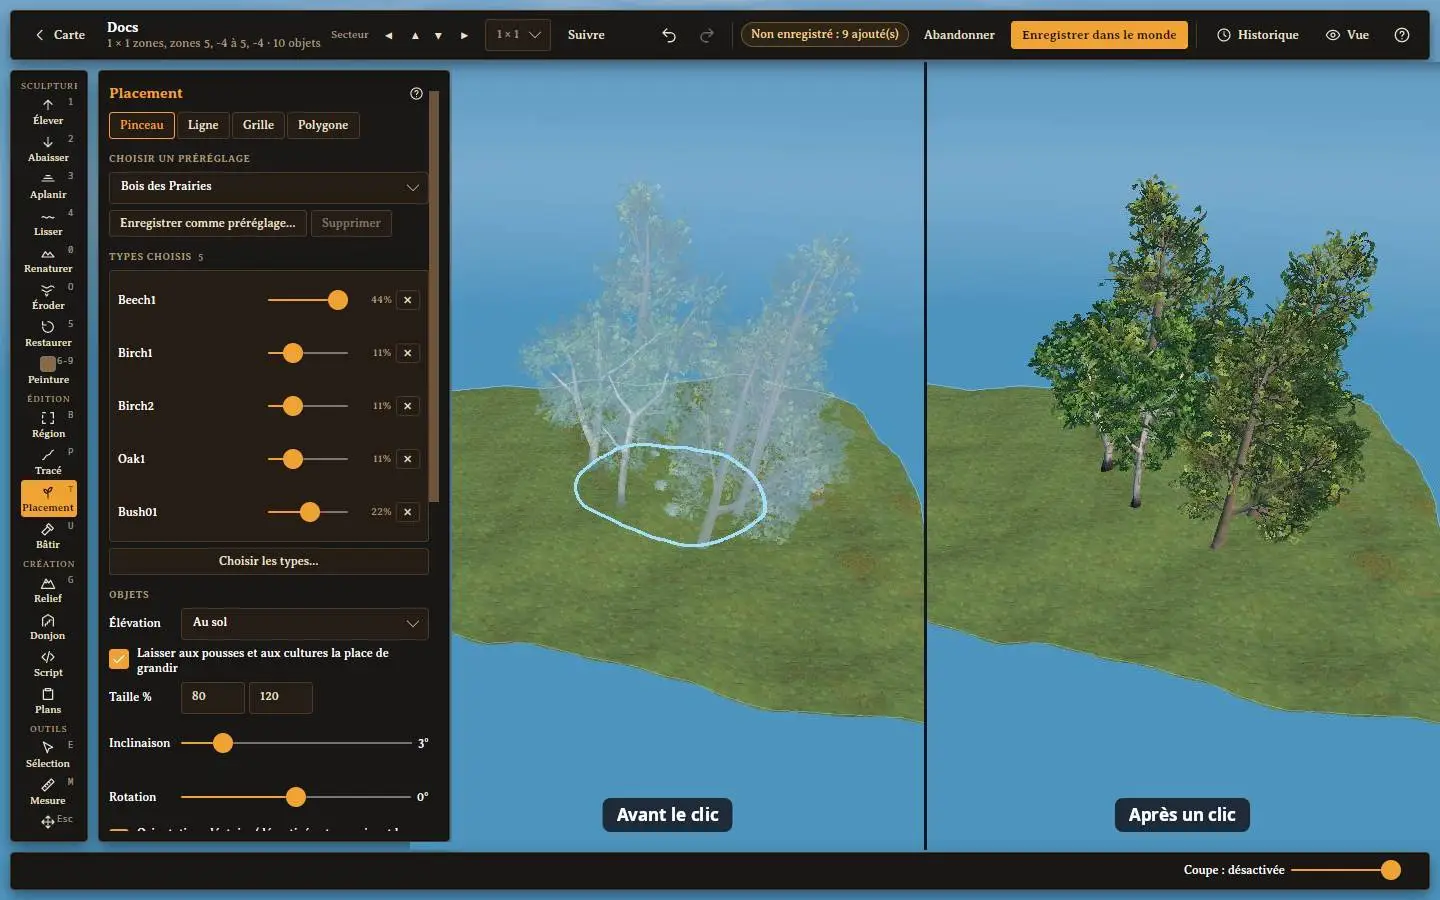 Carte
Docs
1 × 1 zones, zones 5, -4 à 5, -4 · 10 objets
Secteur
1 × 1
Suivre
Non enregistré : 9 ajouté(s)
Abandonner
Enregistrer dans le monde
Historique
Vue
SCULPTURE
1
Élever
2
Abaisser
3
Aplanir
4
Lisser
0
Renaturer
O
Éroder
5
Restaurer
6-9
Peinture
ÉDITION
B
Région
P
Tracé
T
Placement
U
Bâtir
CRÉATION
G
Relief
Donjon
Script
Plans
OUTILS
E
Sélection
M
Mesure
Esc
Placement
Pinceau
Ligne
Grille
Polygone
CHOISIR UN PRÉRÉGLAGE
Bois des Prairies
Enregistrer comme préréglage...
Supprimer
TYPES CHOISIS 5
Beech1 44%
Birch1 11%
Birch2 11%
Oak1 11%
Bush01 22%
Choisir les types...
OBJETS
Élévation
Au sol
Laisser aux pousses et aux cultures la place de
grandir
Taille % 80 120
Inclinaison 3°
Rotation 0°
Avant le clic
Après un clic
Coupe : désactivée